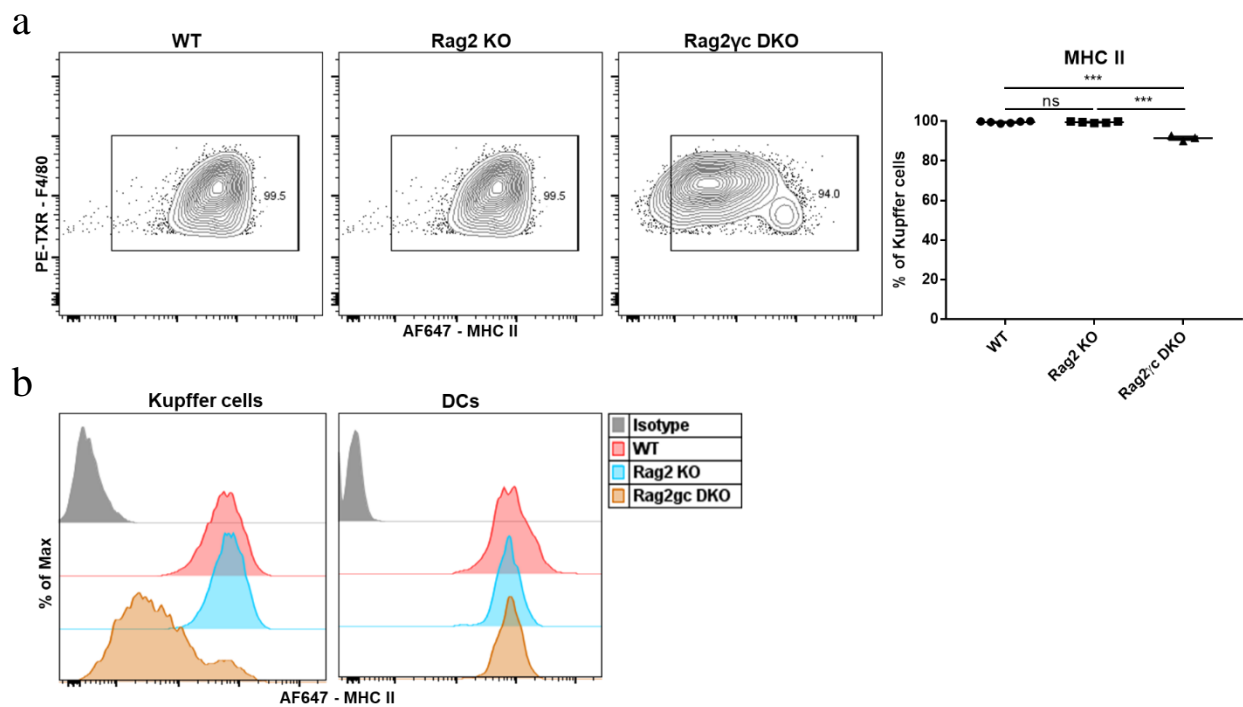 a
WT
Rag2 KO
Rag2γc DKO
PE-TXR - F4/80
99.5
99.5
94.0
AF647 - MHC II
MHC II
***
ns
***
% of Kupffer cells
100
80
60
40
20
0
WT
Rag2 KO
Rag2γc DKO
b
Kupffer cells
DCs
% of Max
AF647 - MHC II
Isotype
WT
Rag2 KO
Rag2gc DKO